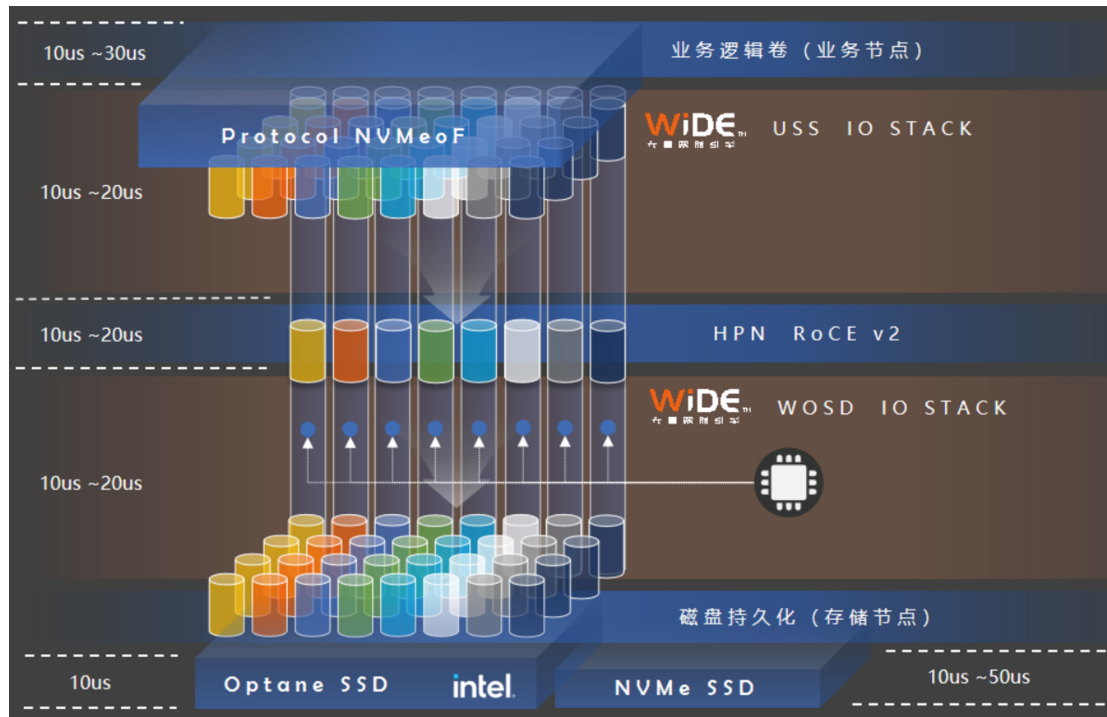 10us ~30us
业务逻辑卷 (业务节点)
Protocol NVMeoF
WiDE TM USS IO STACK
10us ~20us
10us ~20us
HPN RoCE v2
WiDE TM WOSD IO STACK
10us ~20us
磁盘持久化 (存储节点)
10us
Optane SSD
intel.
NVMe SSD
10us ~50us